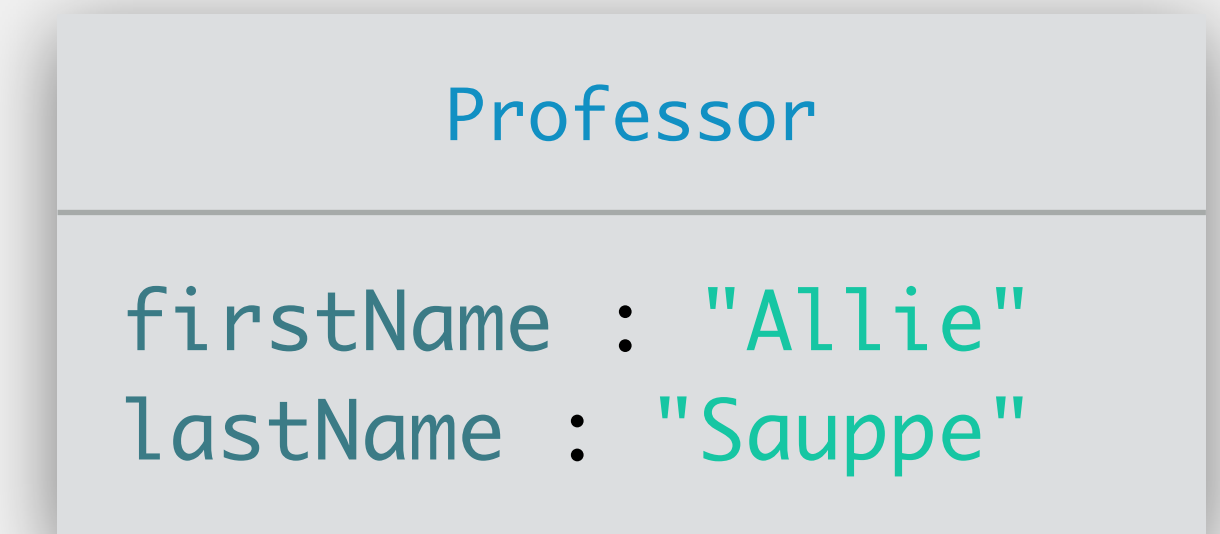 Professor
firstName : "Allie"
lastName : "Sauppe"